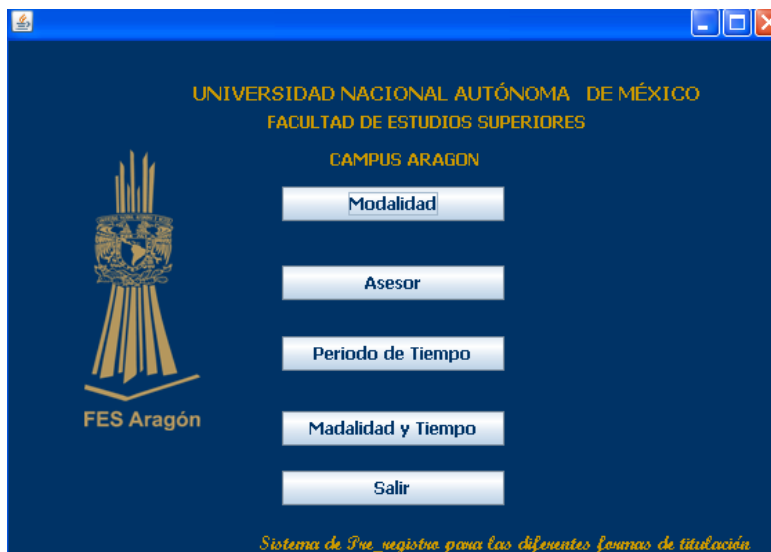 UNIVERSIDAD NACIONAL AUTÓNOMA DE MÉXICO
FACULTAD DE ESTUDIOS SUPERIORES
CAMPUS ARAGON
Modalidad
Asesor
Periodo de Tiempo
FES Aragón
Madalidad y Tiempo
Salir
Sistema de Pre_registro para las diferentes formas de titulación